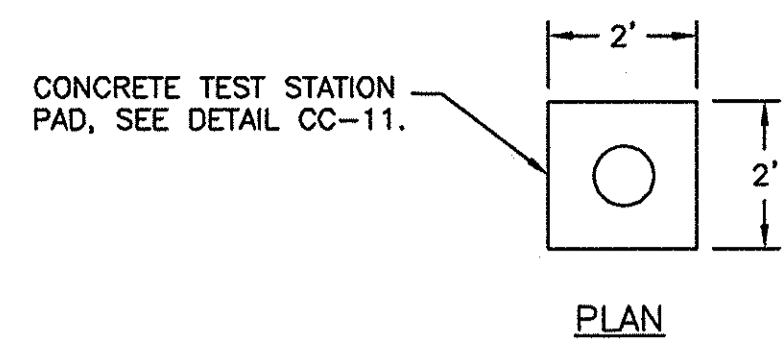 2'
CONCRETE TEST STATION
PAD, SEE DETAIL CC-11.
2'
PLAN